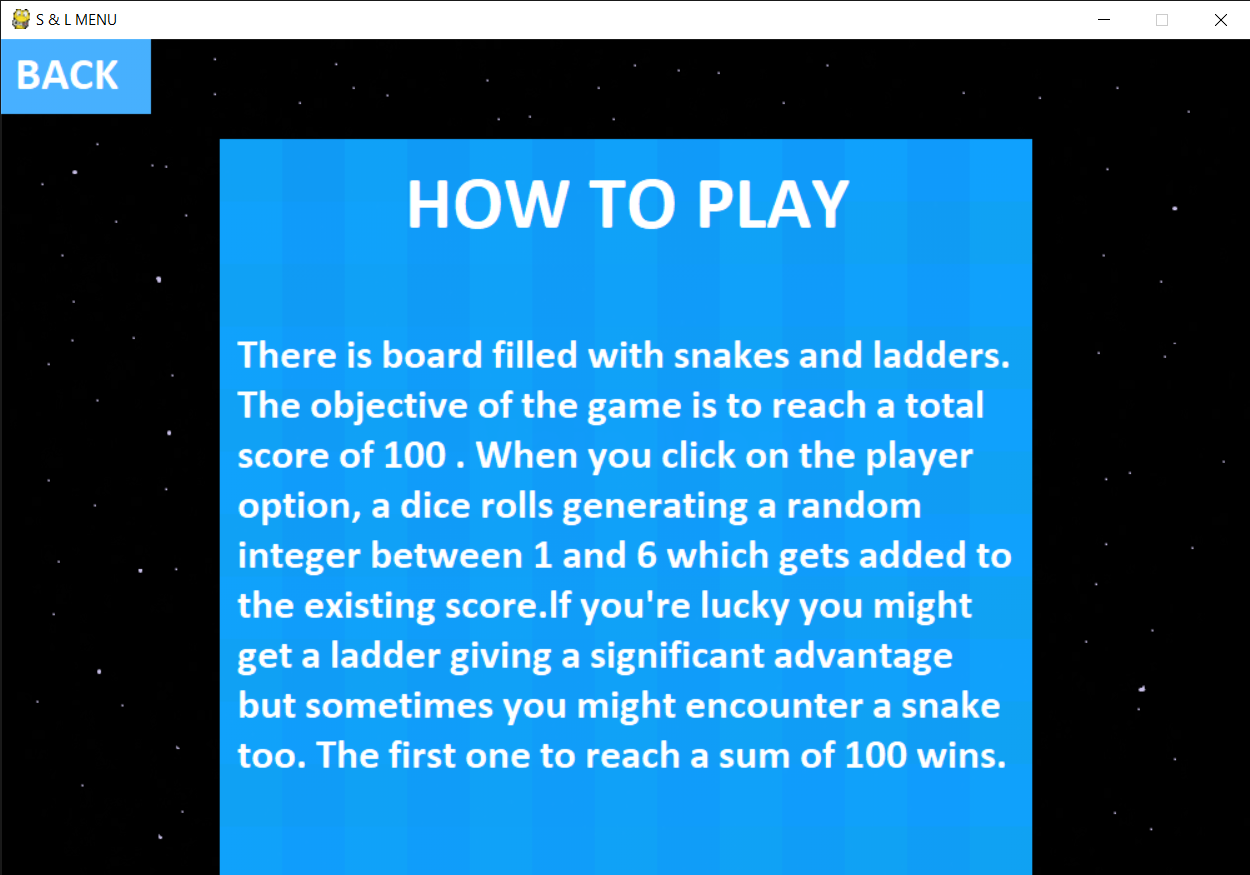 S & L MENU
BACK
HOW TO PLAY
There is board filled with snakes and ladders.
The objective of the game is to reach a total
score of 100 . When you click on the player
option, a dice rolls generating a random
integer between 1 and 6 which gets added to
the existing score.If you're lucky you might
get a ladder giving a significant advantage
but sometimes you might encounter a snake
too. The first one to reach a sum of 100 wins.